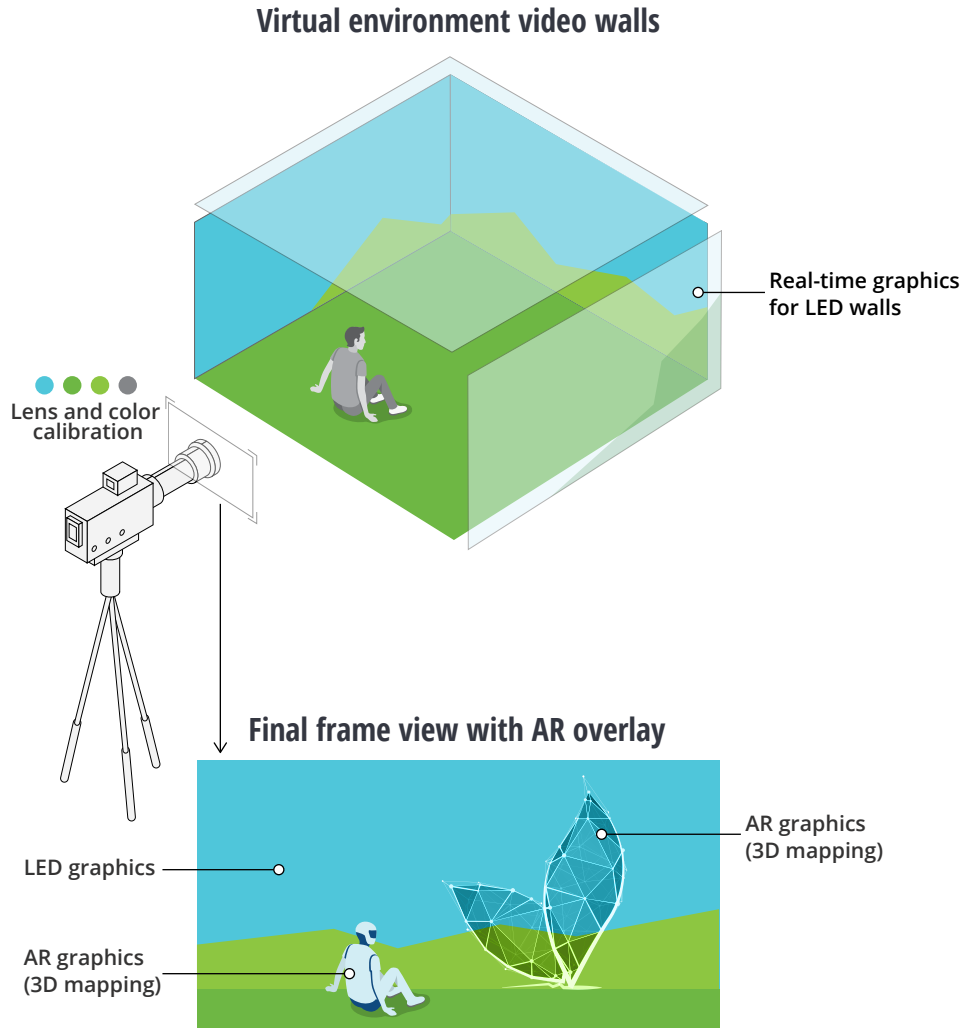 Virtual environment video walls
Real-time graphics
for LED walls
Lens and color
calibration
Final frame view with AR overlay
AR graphics
(3D mapping)
LED graphics
AR graphics
(3D mapping)